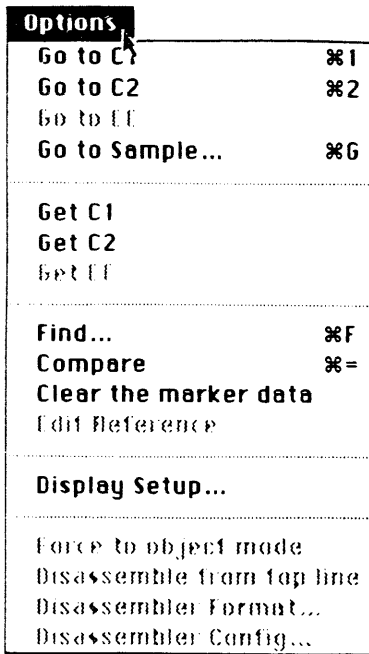 Options
Go to C1 ⌘1
Go to C2 ⌘2
Go to CC
Go to Sample... ⌘G
Get C1
Get C2
Get CC
Find... ⌘F
Compare ⌘=
Clear the marker data
Edit Reference
Display Setup...
Force to object mode
Disassemble from top line
Disassembler Format...
Disassembler Config...